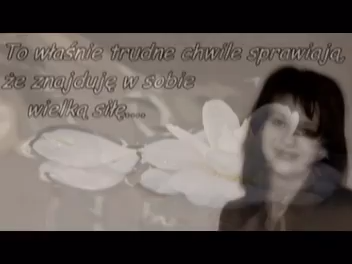 To właśnie trudne chwile sprawiają,
że znajduję w sobie
wielką siłę....